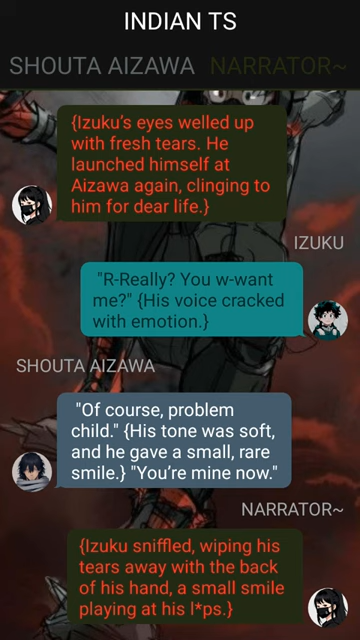 INDIAN TS
SHOUTA AIZAWA NARRATOR~
{Izuku's eyes welled up
with fresh tears. He
launched himself at
Aizawa again, clinging to
him for dear life.}
IZUKU
"R-Really? You w-want
me?" {His voice cracked
with emotion.}
SHOUTA AIZAWA
"Of course, problem
child." {His tone was soft,
and he gave a small, rare
smile.} "You're mine now."
NARRATOR~
{Izuku sniffled, wiping his
tears away with the back
of his hand, a small smile
playing at his l*ps.}